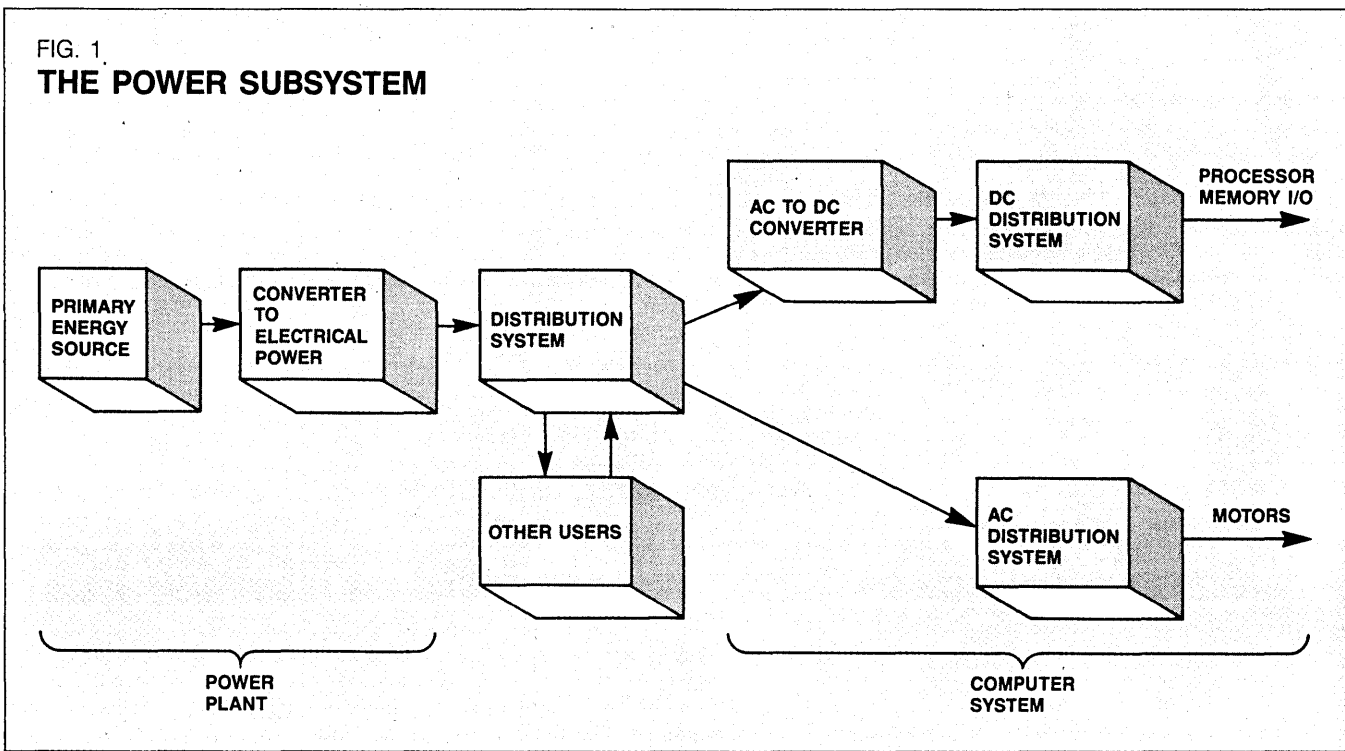 FIG. 1
THE POWER SUBSYSTEM
PRIMARY
ENERGY
SOURCE
CONVERTER
TO
ELECTRICAL
POWER
DISTRIBUTION
SYSTEM
OTHER USERS
AC TO DC
CONVERTER
DC
DISTRIBUTION
SYSTEM
PROCESSOR
MEMORY I/O
AC
DISTRIBUTION
SYSTEM
MOTORS
POWER
PLANT
COMPUTER
SYSTEM